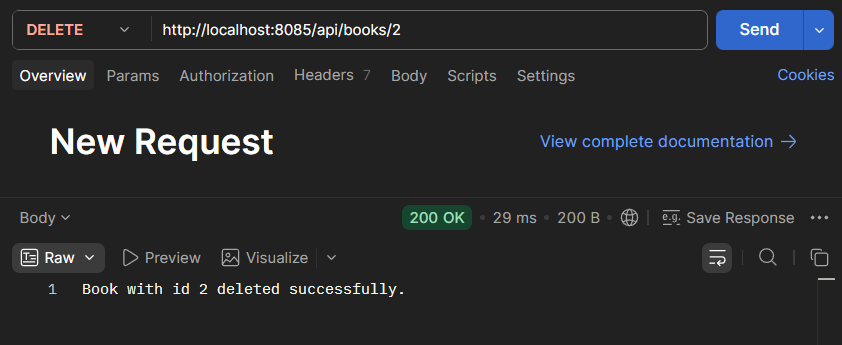 DELETE http://localhost:8085/api/books/2 Send
Overview Params Authorization Headers 7 Body Scripts Settings Cookies
New Request View complete documentation →
Body 200 OK • 29 ms • 200 B e.g. Save Response •••
Raw Preview Visualize
1 Book with id 2 deleted successfully.